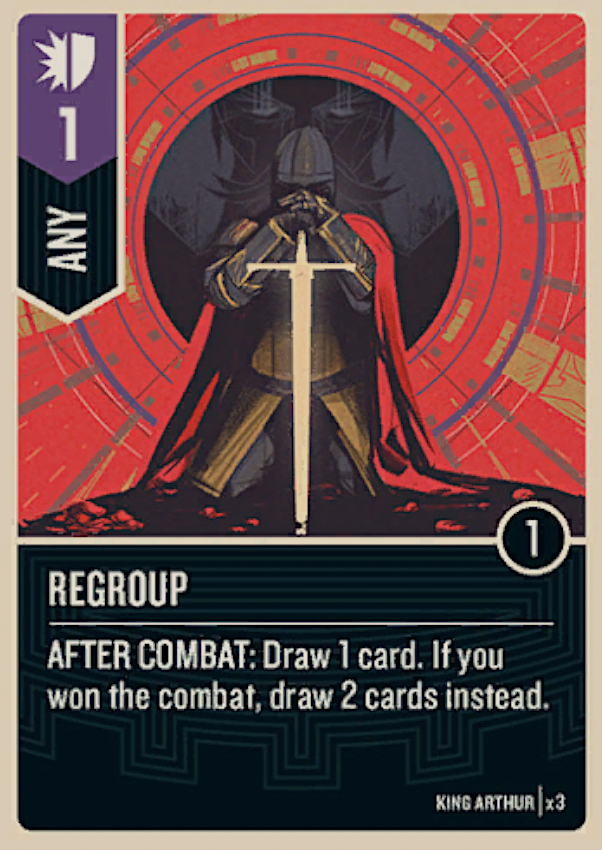 1
ANY
1
REGROUP
AFTER COMBAT: Draw 1 card. If you
won the combat, draw 2 cards instead.
KING ARTHUR | x3